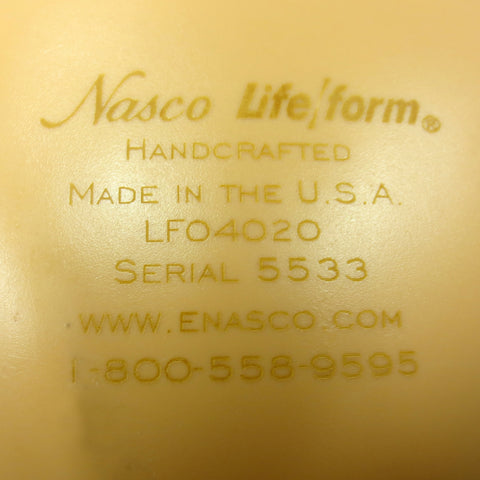 Nasco Life/form®
HANDCRAFTED
MADE IN THE U.S.A.
LF04020
SERIAL 5533
WWW.ENASCO.COM
1-800-558-9595